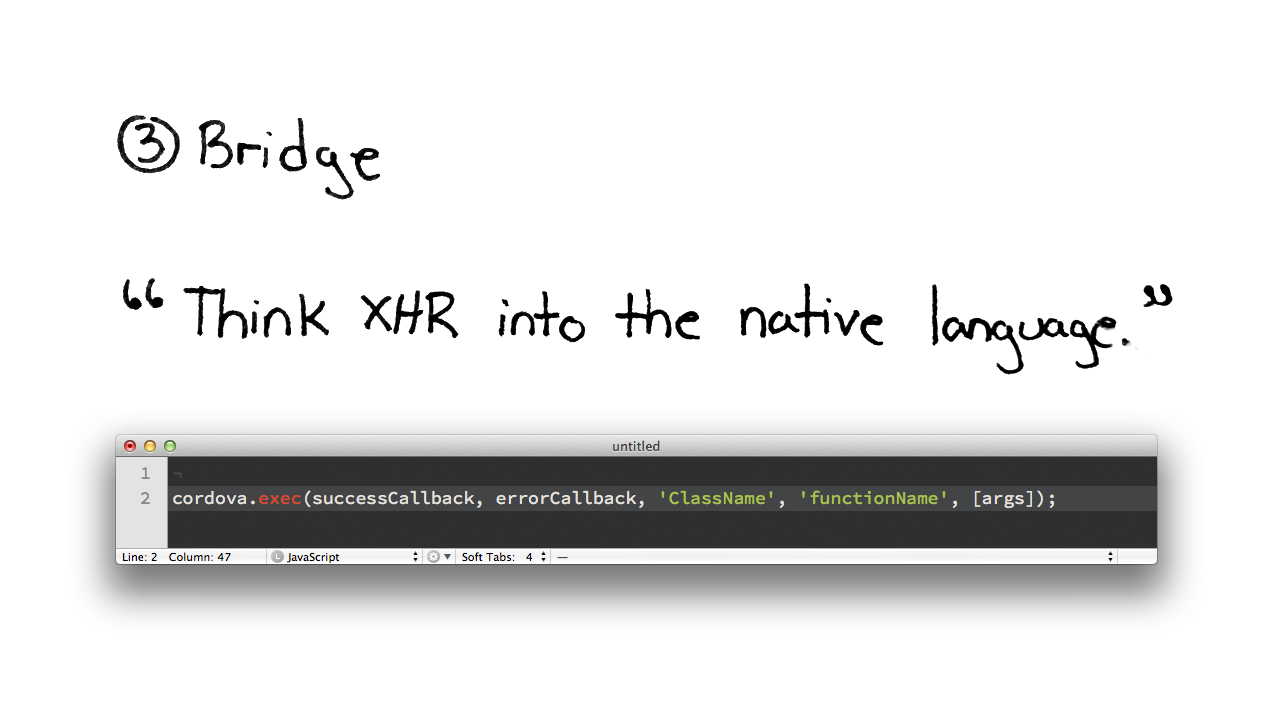 ③ Bridge
“Think XHR into the native language.”
untitled
1 ¬
2 cordova.exec(successCallback, errorCallback, 'ClassName', 'functionName', [args]);
Line: 2 Column: 47 L JavaScript Soft Tabs: 4 —